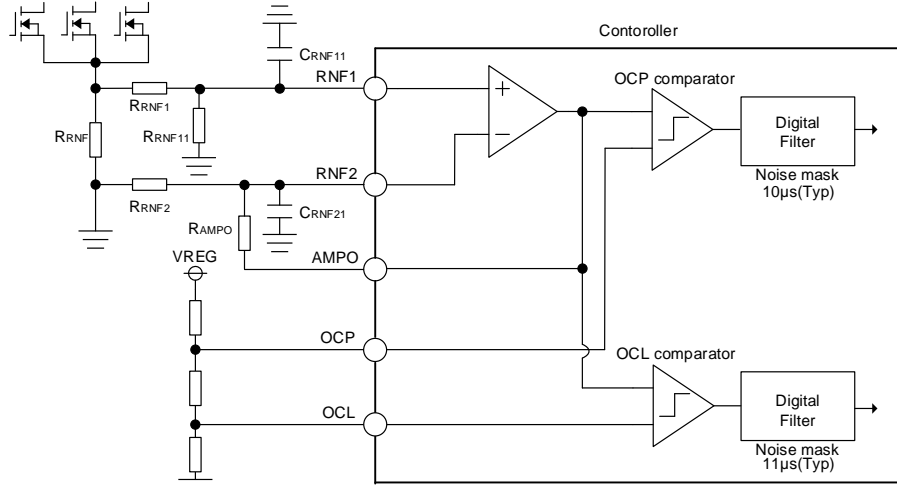 Contoroller
CRNF11
RNF1
OCP comparator
RRNF1
RRNF
RRNF11
Digital
Filter
Noise mask
10μs(Typ)
RNF2
RRNF2
CRNF21
RAMPO
VREG
AMPO
OCP
OCL comparator
OCL
Digital
Filter
Noise mask
11μs(Typ)